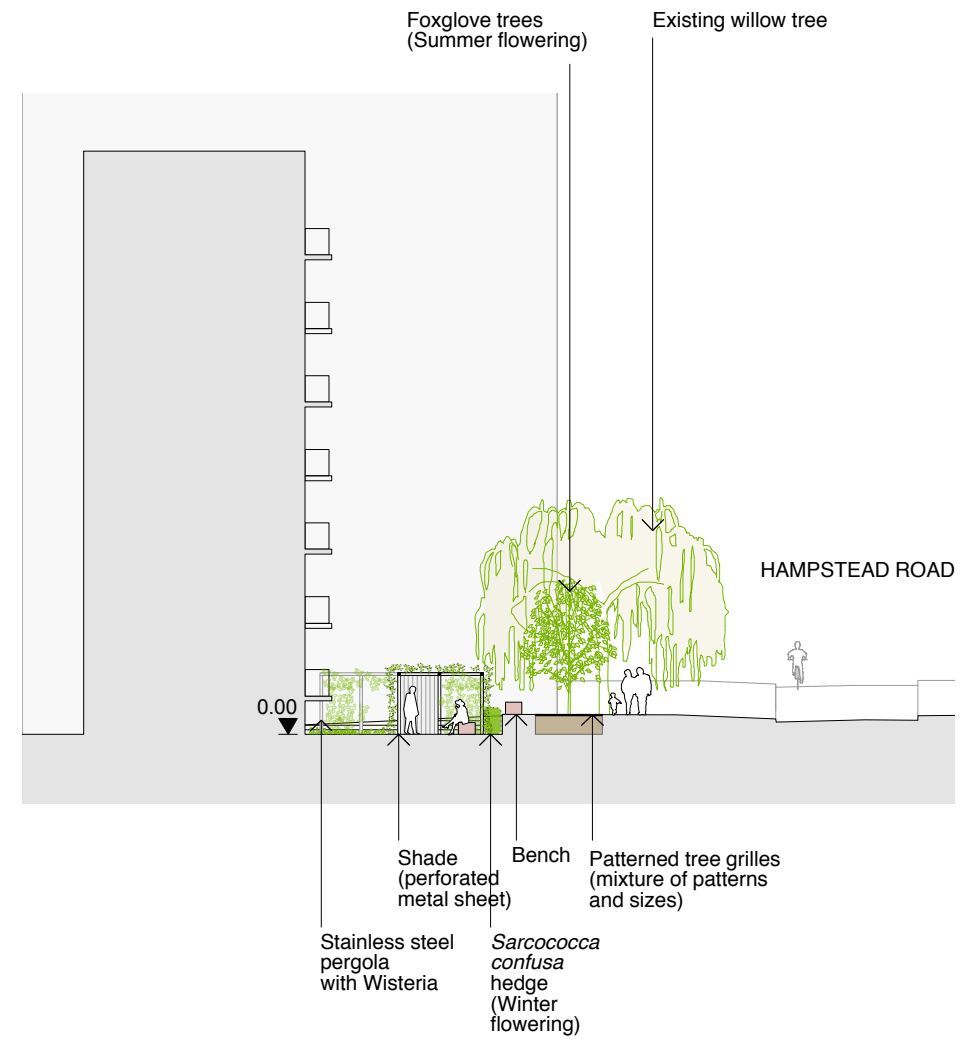 Foxglove trees
(Summer flowering)
Existing willow tree
HAMPSTEAD ROAD
0.00
Shade
(perforated
metal sheet)
Bench
Patterned tree grilles
(mixture of patterns
and sizes)
Stainless steel
pergola
with Wisteria
Sarcococca
confusa
hedge
(Winter
flowering)